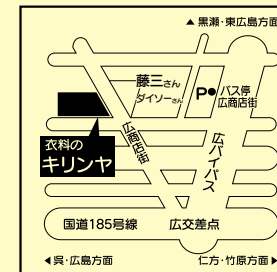 ▲黒瀬・東広島方面
藤三さん
ダイソーさん
P
バス停
広商店街
衣料の
キリンヤ
広商店街
広バイパス
国道185号線
広交差点
◀呉・広島方面
仁方・竹原方面▶